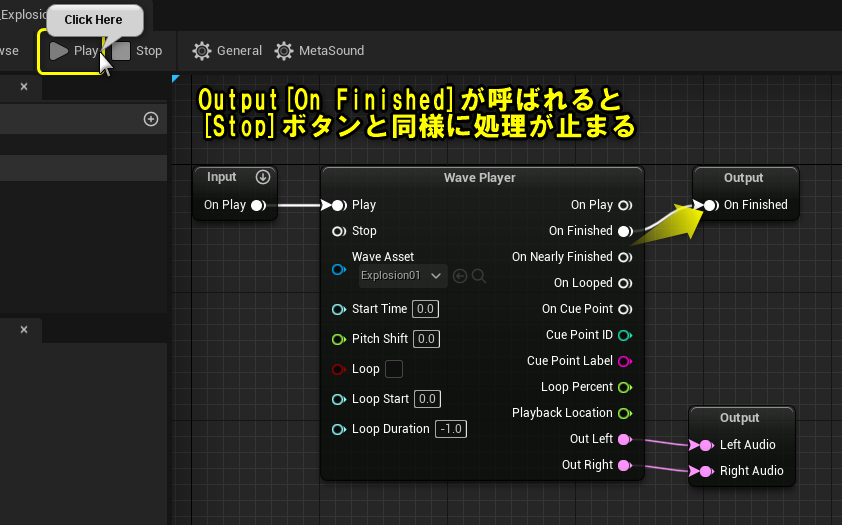 _Explosio
Click Here
wse
Play
Stop
General
MetaSound
Output[On Finished]が呼ばれると
[Stop]ボタンと同様に処理が止まる
Input
Wave Player
Output
On Play
Play
On Play
On Finished
Stop
On Finished
Wave Asset
On Nearly Finished
Explosion01
On Looped
Start Time 0.0
On Cue Point
Pitch Shift 0.0
Cue Point ID
Loop
Cue Point Label
Loop Start 0.0
Loop Percent
Loop Duration -1.0
Playback Location
Output
Out Left
Left Audio
Out Right
Right Audio